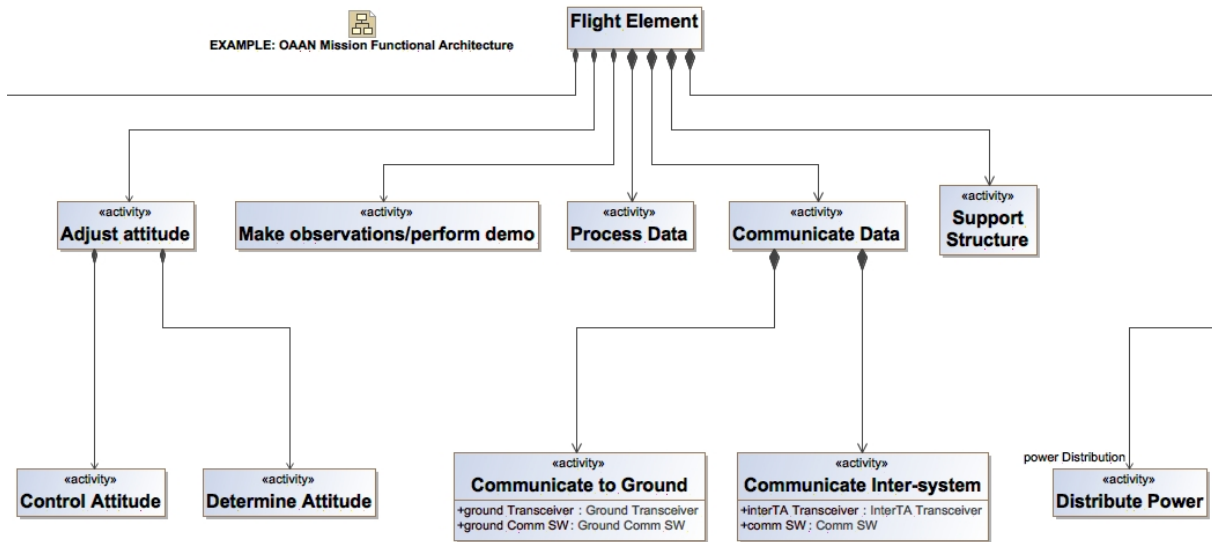 Flight Element
EXAMPLE: OAAN Mission Functional Architecture
«activity»
Adjust attitude
«activity»
Make observations/perform demo
«activity»
Process Data
«activity»
Communicate Data
«activity»
Support
Structure
«activity»
Control Attitude
«activity»
Determine Attitude
«activity»
Communicate to Ground
+ground Transceiver : Ground Transceiver
+ground Comm SW : Ground Comm SW
«activity»
Communicate Inter-system
+interTA Transceiver : InterTA Transceiver
+comm SW : Comm SW
power Distribution
«activity»
Distribute Power